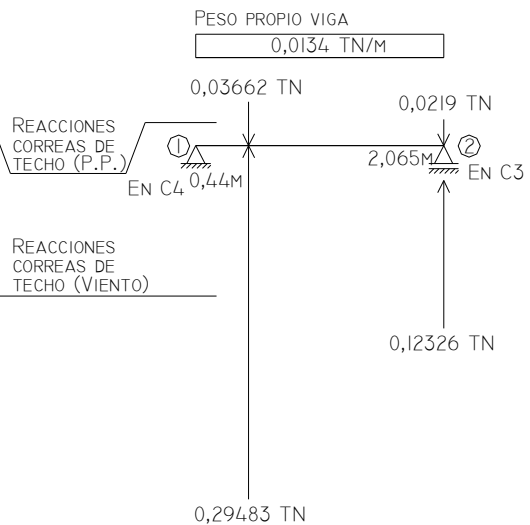 PESO PROPIO VIGA
0,0134 TN/M
0,03662 TN
0,0219 TN
REACCIONES
CORREAS DE
TECHO (P.P.)
1
2
2,065M
EN C3
EN C4
0,44M
REACCIONES
CORREAS DE
TECHO (VIENTO)
0,12326 TN
0,29483 TN